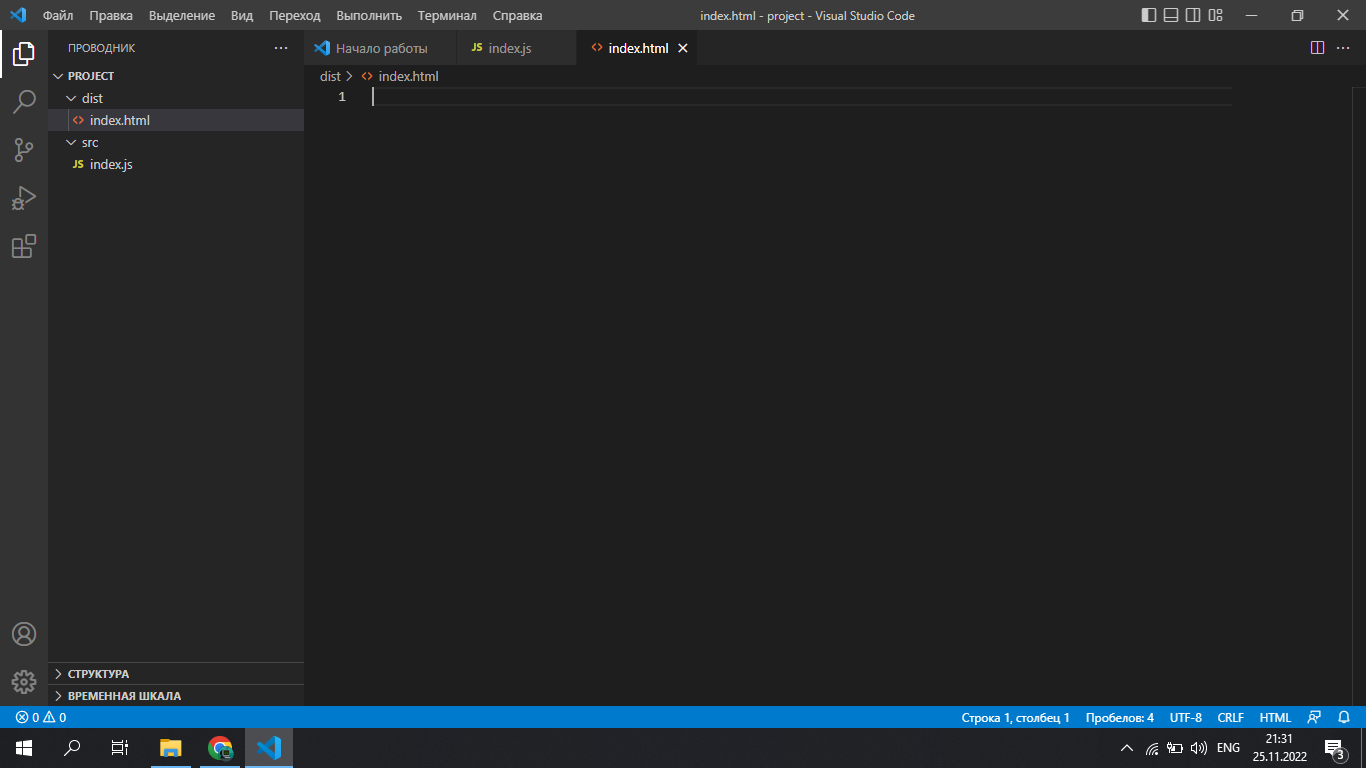 Файл Правка Выделение Вид Переход Выполнить Терминал Справка index.html - project - Visual Studio Code
ПРОВОДНИК
Начало работы JS index.js <> index.html
PROJECT
dist > <> index.html
dist
1
<> index.html
src
JS index.js
СТРУКТУРА
ВРЕМЕННАЯ ШКАЛА
0 0 Строка 1, столбец 1 Пробелов: 4 UTF-8 CRLF HTML
ENG
21:31
25.11.2022
3